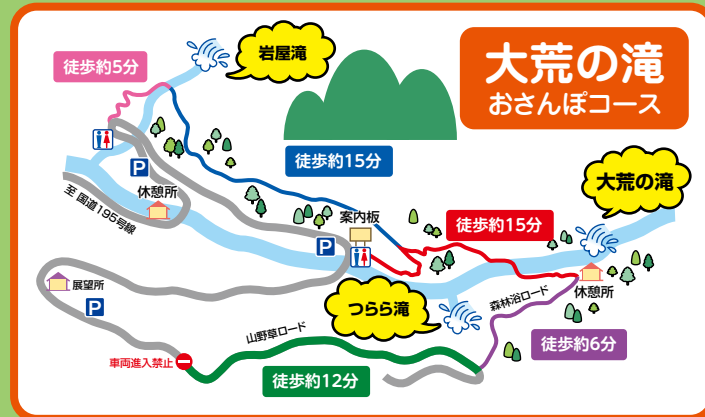 大荒の滝
おさんぽコース
岩屋滝
徒歩約5分
P
休憩所
至 国道195号線
徒歩約15分
案内板
P
徒歩約15分
大荒の滝
休憩所
展望所
P
つらら滝
森林浴ロード
山野草ロード
車両進入禁止
徒歩約12分
徒歩約6分